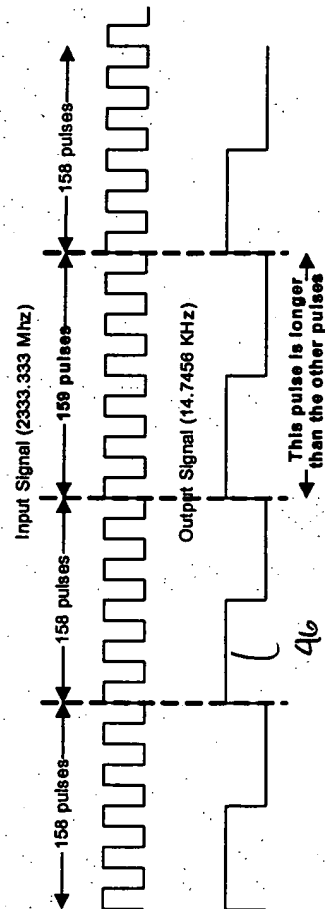 Input Signal (2333.333 Mhz)
158 pulses
158 pulses
159 pulses
158 pulses
Output Signal (14.7456 KHz)
This pulse is longer
than the other pulses
96